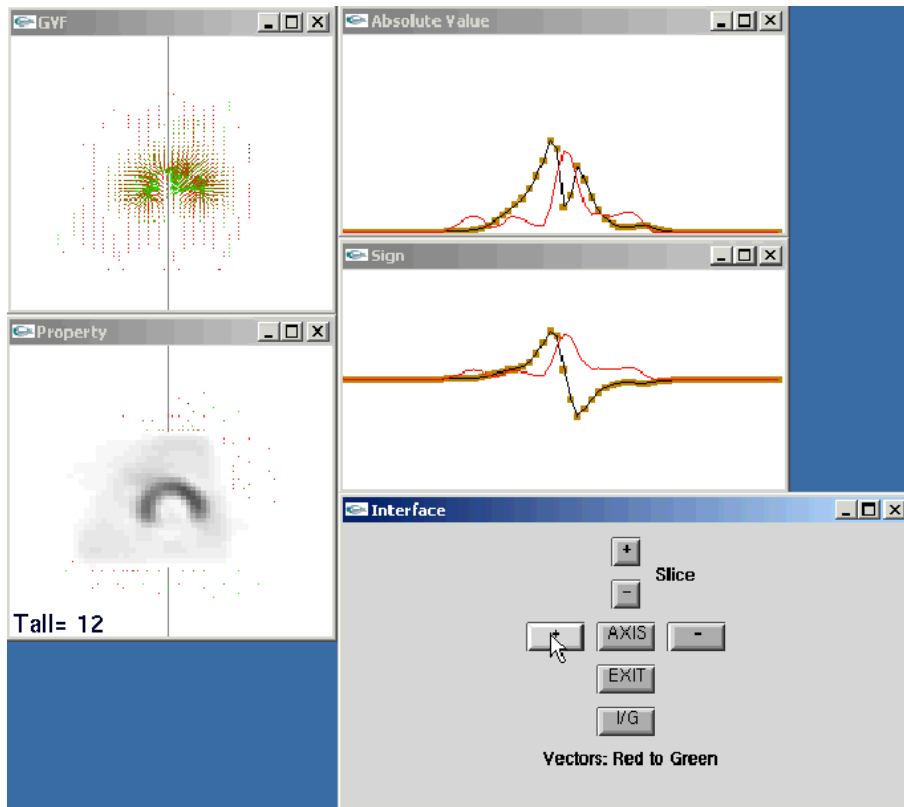 GVF
Absolute Value
Sign
Property
Tall= 12
Interface
+
Slice
-
+ AXIS -
EXIT
I/G
Vectors: Red to Green